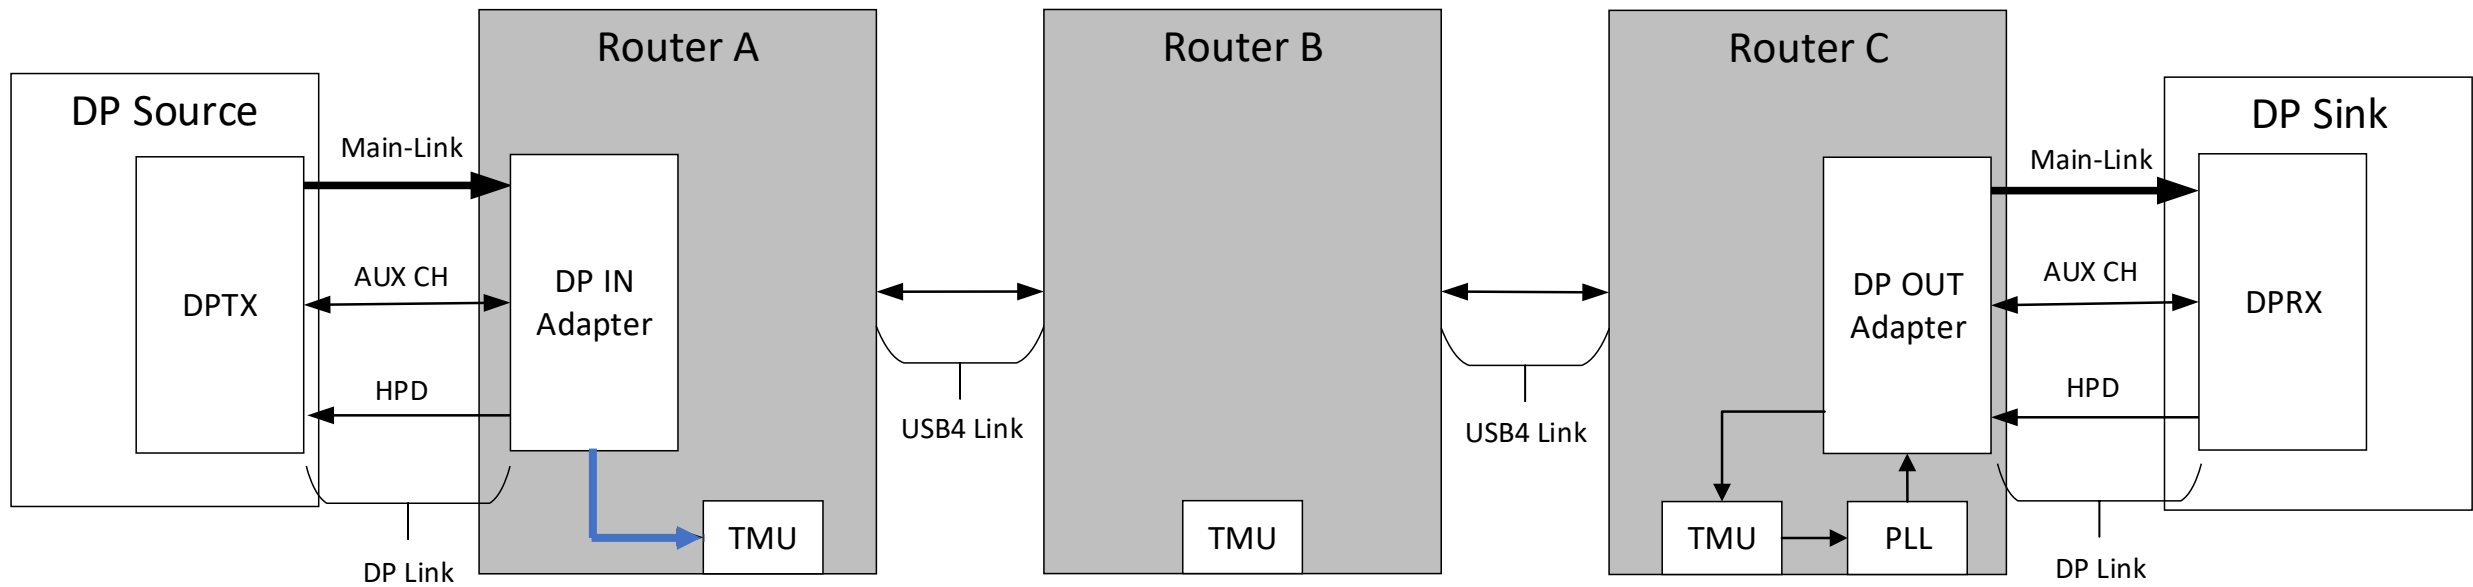 Router A
Router B
Router C
DP Source
DP Sink
Main-Link
Main-Link
AUX CH
AUX CH
DPTX
DP IN
Adapter
DP OUT
Adapter
DPRX
HPD
HPD
USB4 Link
USB4 Link
TMU
TMU
TMU
PLL
DP Link
DP Link